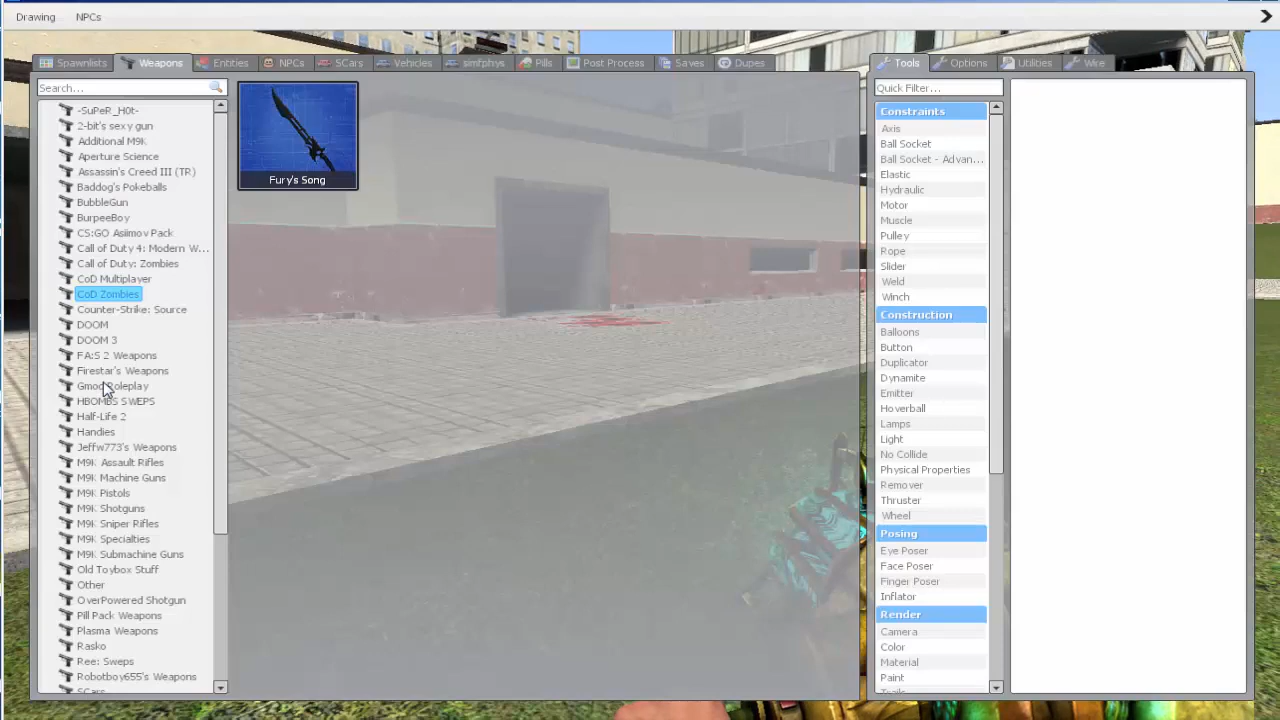 Drawing NPCs
Spawnlists Weapons Entities NPCs SCars Vehicles simfphys Pills Post Process Saves Dupes
Search...
-SuPeR_H0t-
2-bit's sexy gun
Additional M9K
Aperture Science
Assassin's Creed III (TR)
Baddog's Pokeballs
BubbleGun
BurpeeBoy
CS:GO Asiimov Pack
Call of Duty 4: Modern W...
Call of Duty: Zombies
CoD Multiplayer
CoD Zombies
Counter-Strike: Source
DOOM
DOOM 3
FA:S 2 Weapons
Firestar's Weapons
Gmod Roleplay
HBOMBS SWEPS
Half-Life 2
Handies
Jeffw773's Weapons
M9K Assault Rifles
M9K Machine Guns
M9K Pistols
M9K Shotguns
M9K Sniper Rifles
M9K Specialties
M9K Submachine Guns
Old Toybox Stuff
Other
OverPowered Shotgun
Pill Pack Weapons
Plasma Weapons
Rasko
Ree: Sweps
Robotboy655's Weapons
SCars
Fury's Song
Tools Options Utilities Wire
Quick Filter...
Constraints
Axis
Ball Socket
Ball Socket - Advan...
Elastic
Hydraulic
Motor
Muscle
Pulley
Rope
Slider
Weld
Winch
Construction
Balloons
Button
Duplicator
Dynamite
Emitter
Hoverball
Lamps
Light
No Collide
Physical Properties
Remover
Thruster
Wheel
Posing
Eye Poser
Face Poser
Finger Poser
Inflator
Render
Camera
Color
Material
Paint
Trails